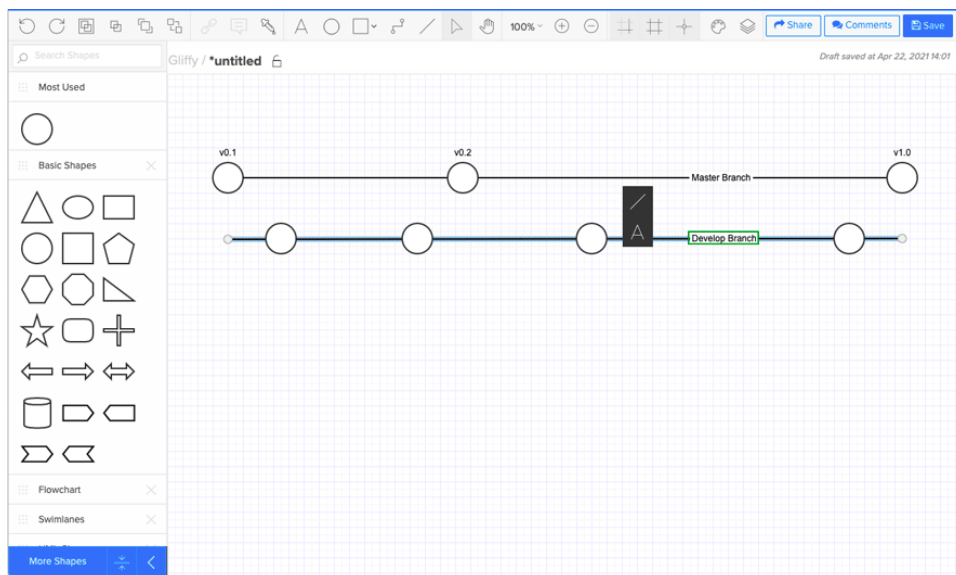 100%
Share
Comments
Save
Search Shapes
Gliffy / *untitled
Draft saved at Apr 22, 2021 14:01
Most Used
Basic Shapes
v0.1
v0.2
v1.0
Master Branch
A
Develop Branch
Flowchart
Swimlanes
More Shapes